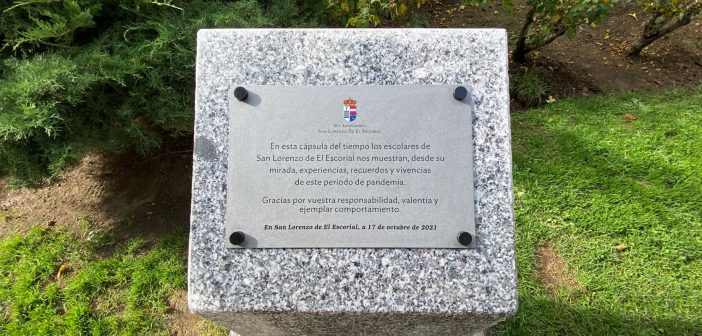 M.I. Ayuntamiento
San Lorenzo De El Escorial
En esta cápsula del tiempo los escolares de
San Lorenzo de El Escorial nos muestran, desde su
mirada, experiencias, recuerdos y vivencias
de este periodo de pandemia.
Gracias por vuestra responsabilidad, valentía y
ejemplar comportamiento.
En San Lorenzo de El Escorial, a 17 de octubre de 2021